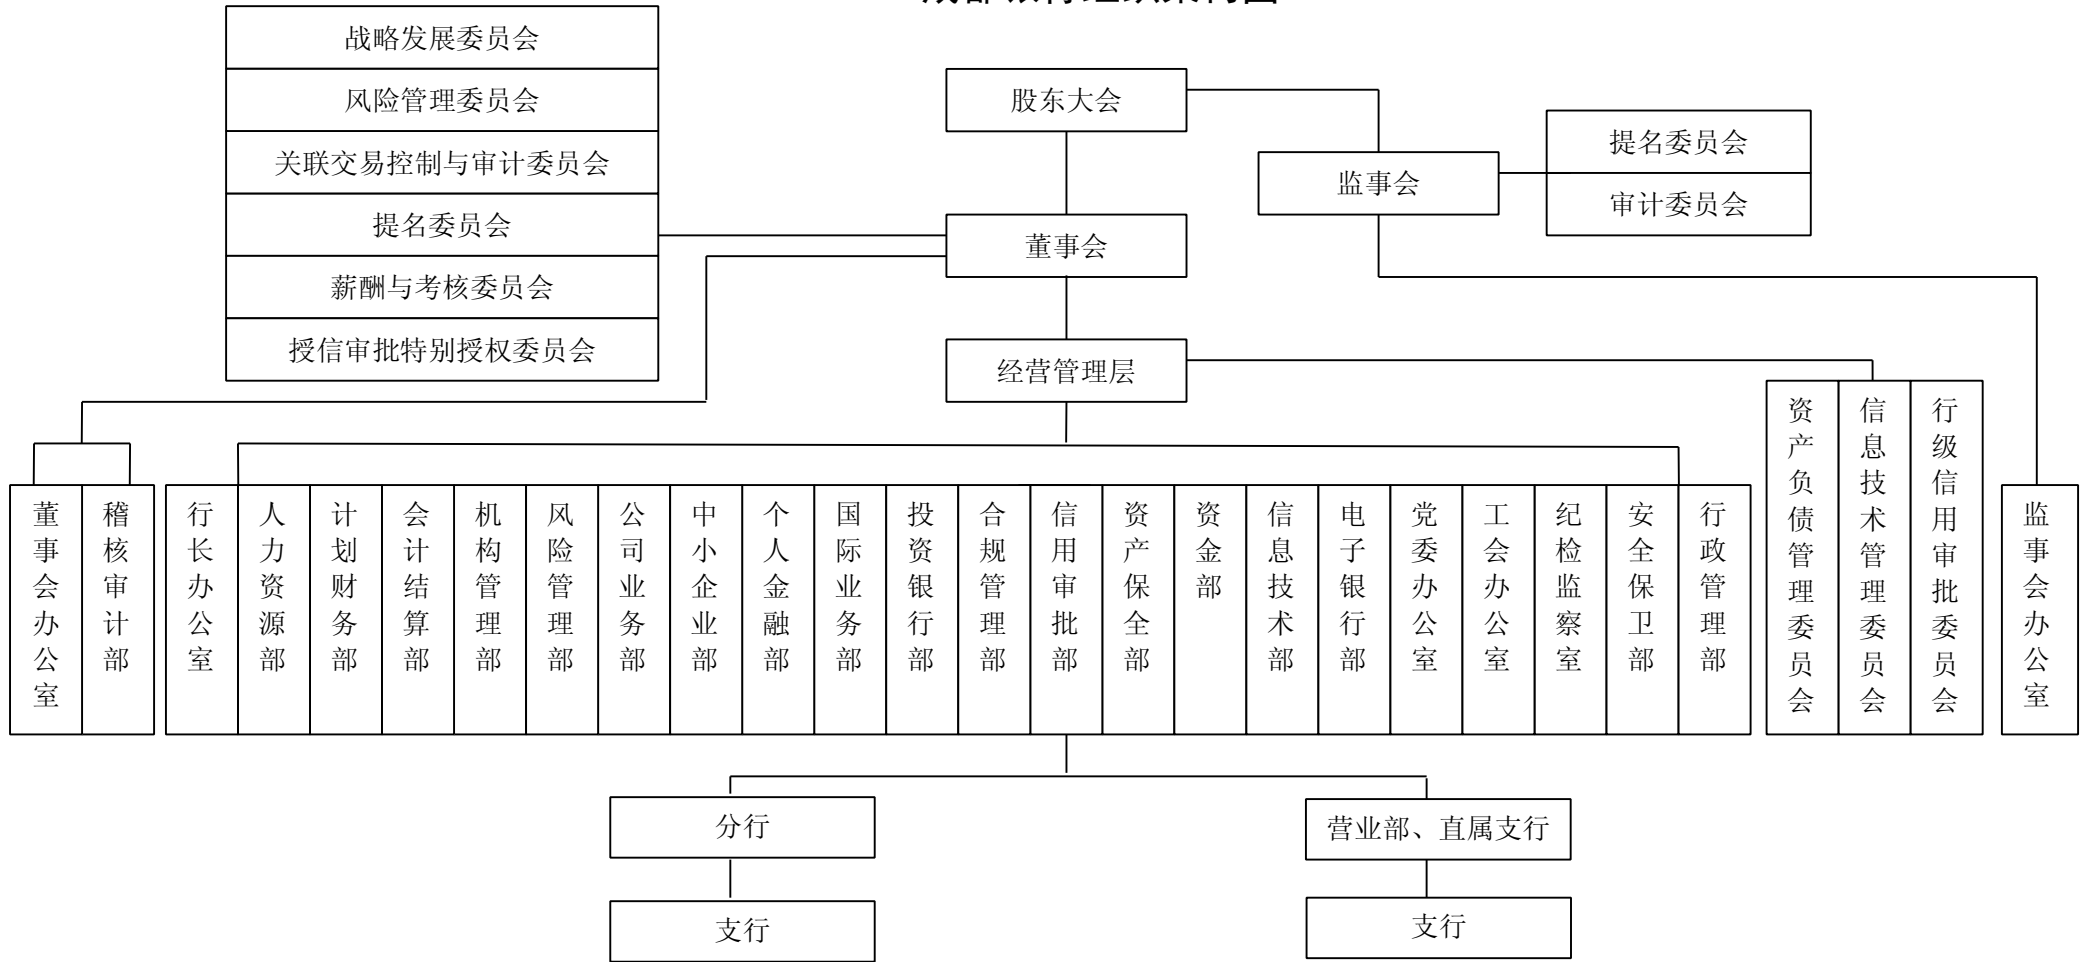 成都银行组织架构图
战略发展委员会
风险管理委员会
关联交易控制与审计委员会
提名委员会
薪酬与考核委员会
授信审批特别授权委员会
股东大会
监事会
提名委员会
审计委员会
董事会
经营管理层
董事会办公室
稽核审计部
行长办公室
人力资源部
计划财务部
会计结算部
机构管理部
风险管理部
公司业务部
中小企业部
个人金融部
国际业务部
投资银行部
合规管理部
信用审批部
资产保全部
资金部
信息技术部
电子银行部
党委办公室
工会办公室
纪检监察室
安全保卫部
行政管理部
资产负债管理委员会
信息技术管理委员会
行级信用审批委员会
监事会办公室
分行
营业部、直属支行
支行
支行